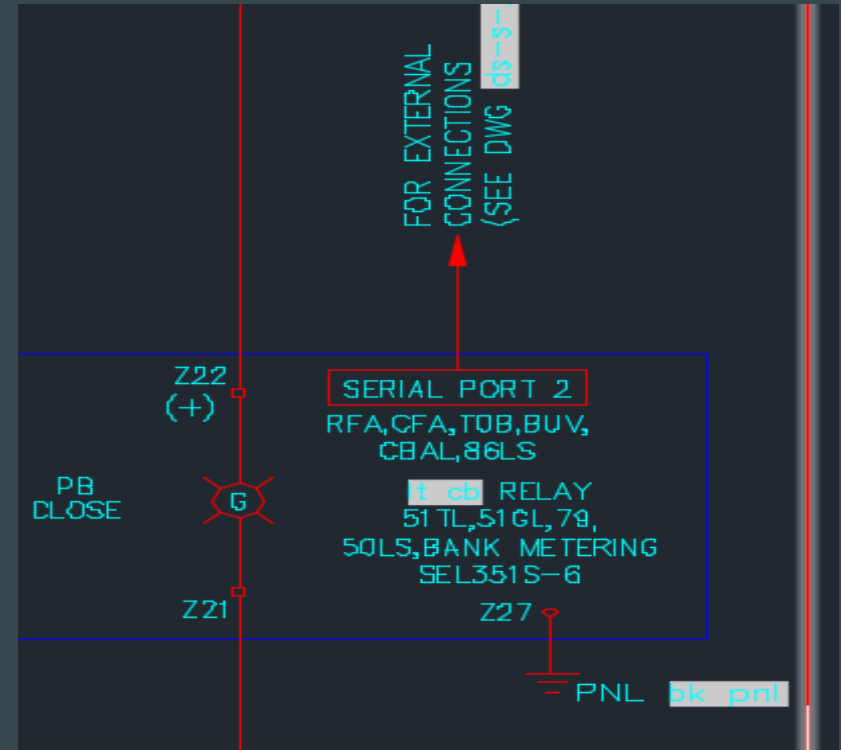 FOR EXTERNAL
CONNECTIONS
(SEE DWG ds-s-
Z22
(+)
SERIAL PORT 2
RFA,CFA,TOB,BUV,
CBAL,86LS
PB
CLOSE
G
lt cb RELAY
51TL,51GL,79,
50LS,BANK METERING
SEL351S-6
Z21
Z27
PNL bk pnl